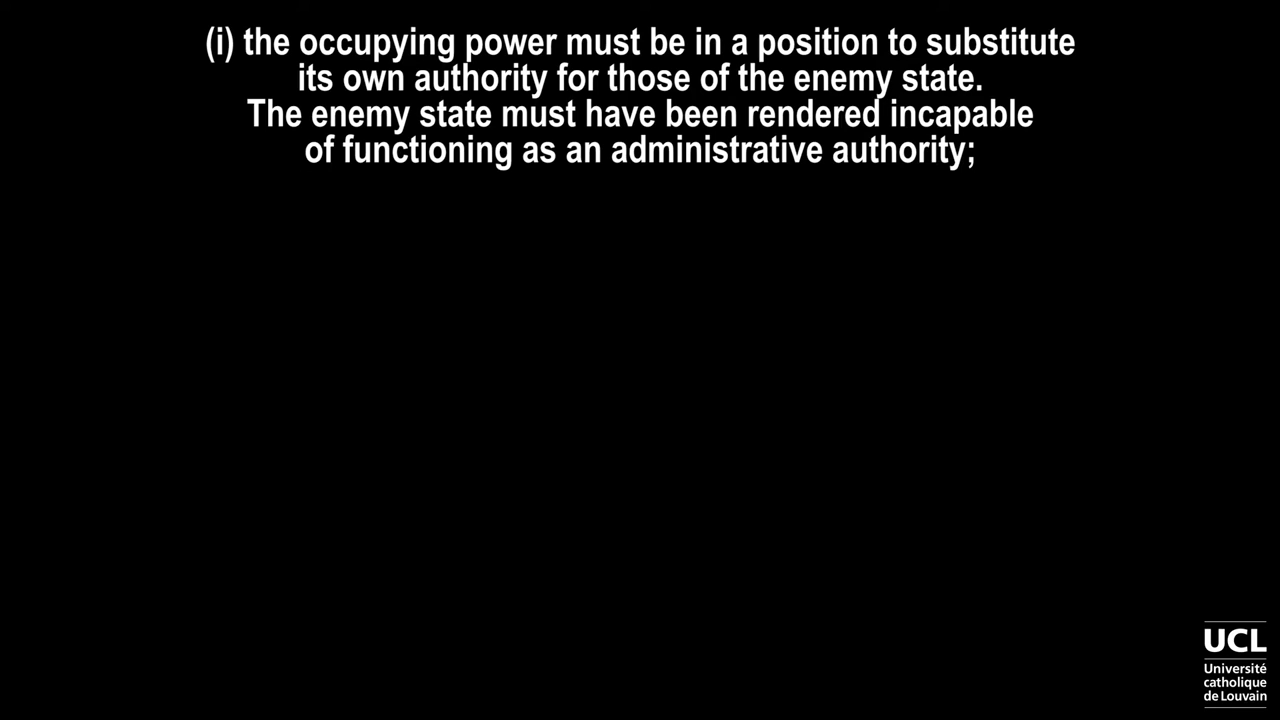 (i) the occupying power must be in a position to substitute
its own authority for those of the enemy state.
The enemy state must have been rendered incapable
of functioning as an administrative authority;
UCL
Université
catholique
de Louvain